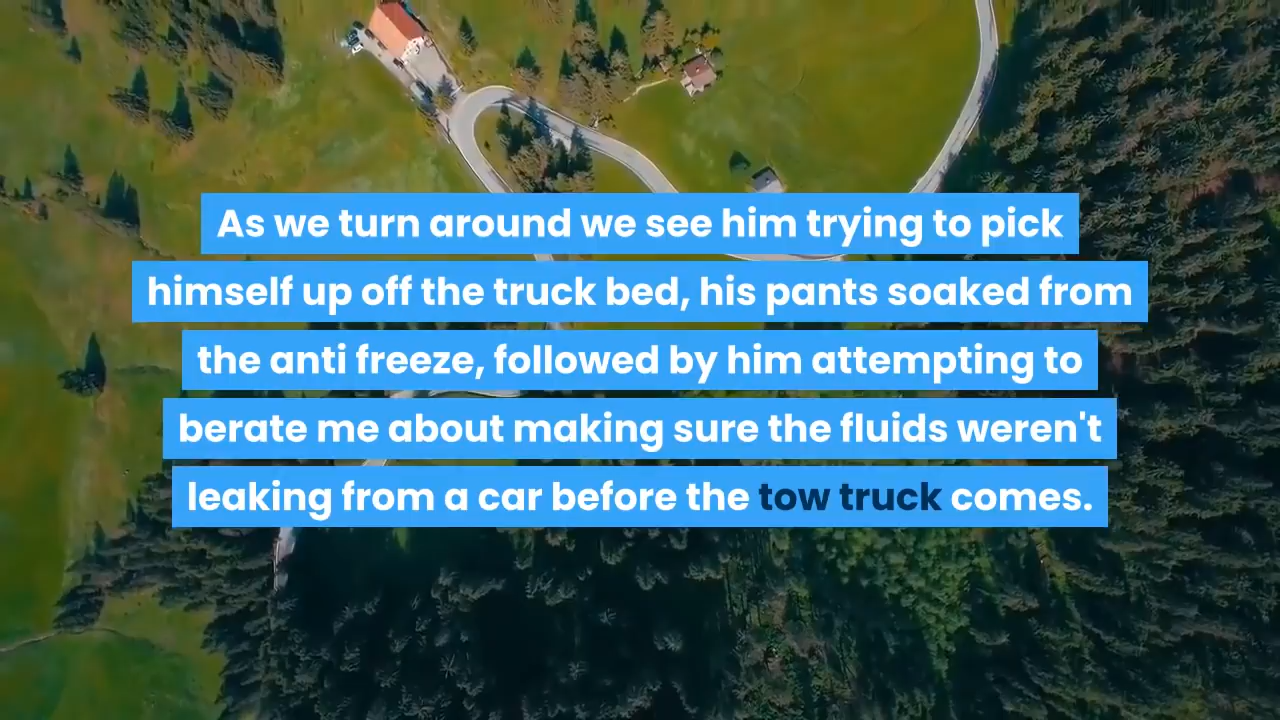 As we turn around we see him trying to pick
himself up off the truck bed, his pants soaked from
the anti freeze, followed by him attempting to
berate me about making sure the fluids weren't
leaking from a car before the tow truck comes.